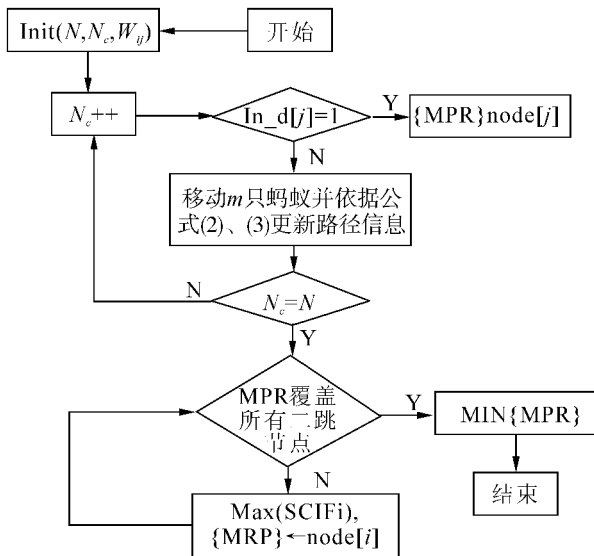 Init(N,N_c,W_ij)
开始
N_c++
In_d[j]=1
Y
{MPR}node[j]
N
移动m只蚂蚁并依据公
式(2)、(3)更新路径信息
N
N_c=N
Y
MPR覆盖
所有二跳
节点
Y
MIN{MPR}
N
结束
Max(SCIFi),
{MRP}←node[i]